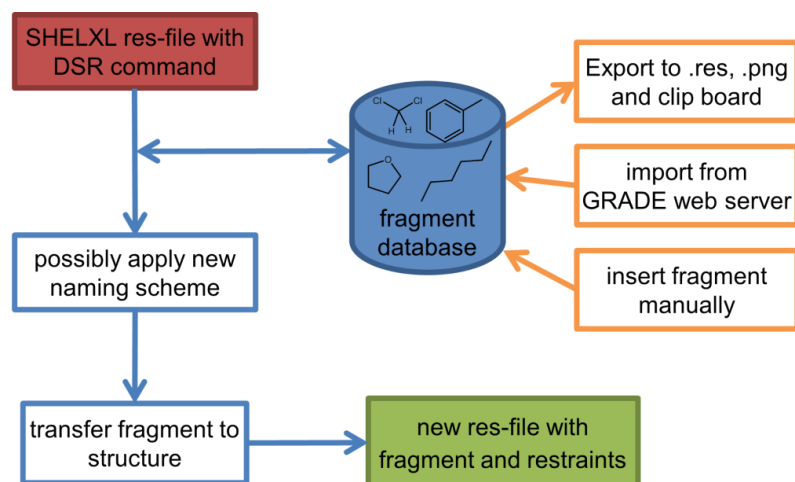 SHELXL res-file with
DSR command
Cl
Cl
H
H
O
fragment
database
Export to .res, .png
and clip board
import from
GRADE web server
insert fragment
manually
possibly apply new
naming scheme
transfer fragment to
structure
new res-file with
fragment and restraints